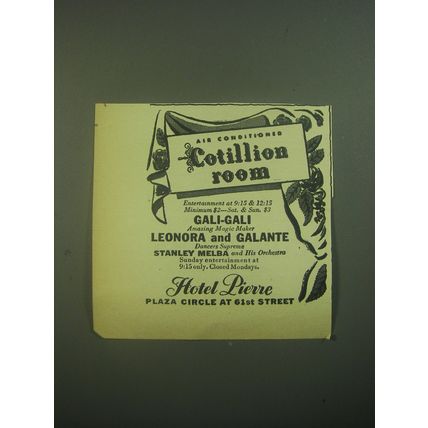 AIR CONDITIONED
Cotillion
room
Entertainment at 9:15 & 12:15
Minimum $2—Sat. & Sun. $3
GALI-GALI
Amazing Magic Maker
LEONORA and GALANTE
Dancers Supreme
STANLEY MELBA and His Orchestra
Sunday entertainment at
9:15 only. Closed Mondays.
Hotel Pierre
PLAZA CIRCLE AT 61st STREET